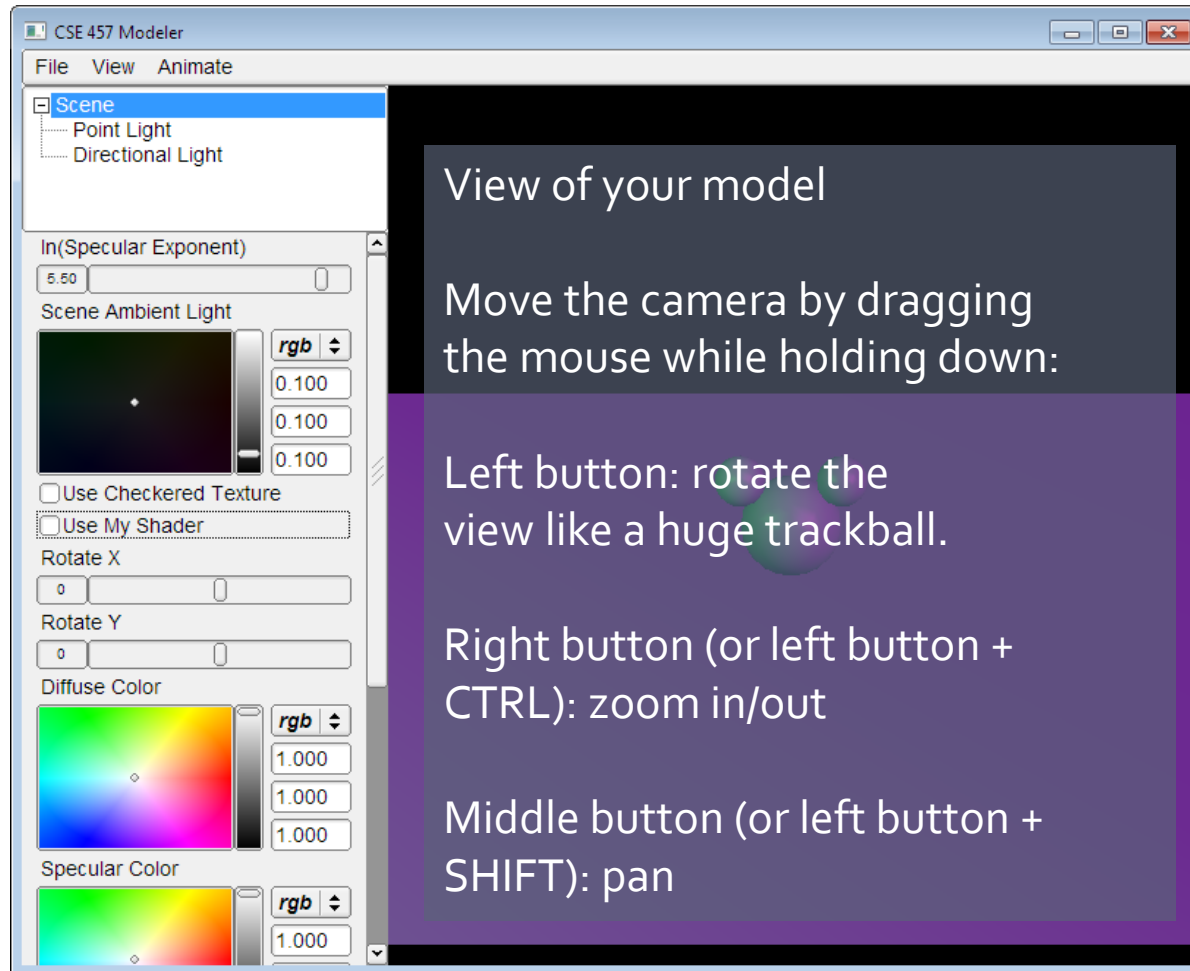 CSE 457 Modeler
File View Animate
Scene
Point Light
Directional Light
ln(Specular Exponent)
5.50
Scene Ambient Light
rgb
0.100
0.100
0.100
Use Checkered Texture
Use My Shader
Rotate X
0
Rotate Y
0
Diffuse Color
rgb
1.000
1.000
1.000
Specular Color
rgb
1.000
View of your model
Move the camera by dragging
the mouse while holding down:
Left button: rotate the
view like a huge trackball.
Right button (or left button +
CTRL): zoom in/out
Middle button (or left button +
SHIFT): pan